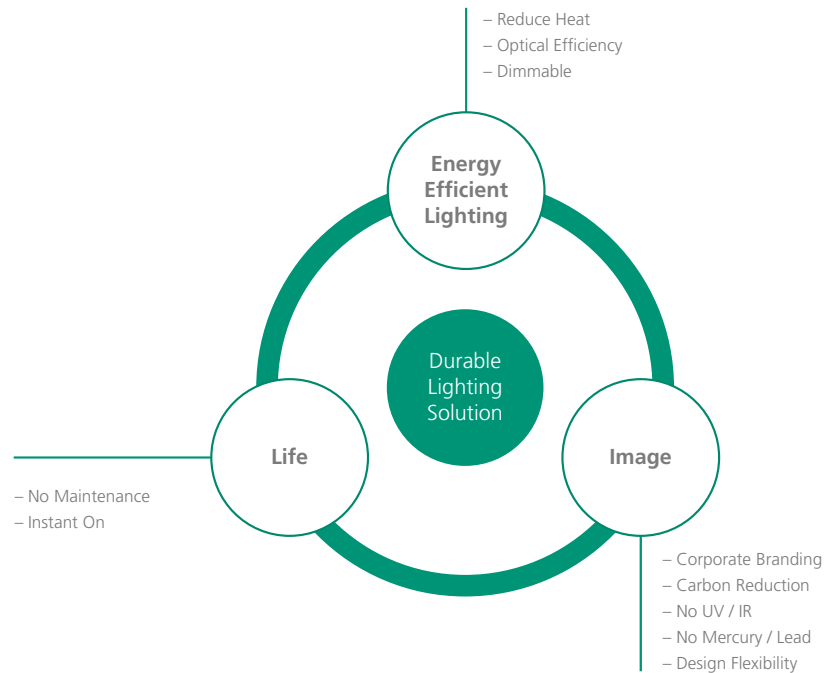 – Reduce Heat
– Optical Efficiency
– Dimmable
Energy
Efficient
Lighting
Durable
Lighting
Solution
Life
Image
– No Maintenance
– Instant On
– Corporate Branding
– Carbon Reduction
– No UV / IR
– No Mercury / Lead
– Design Flexibility